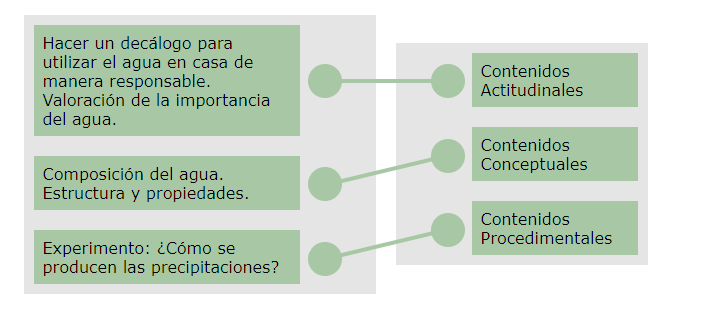 Hacer un decálogo para
utilizar el agua en casa de
manera responsable.
Valoración de la importancia
del agua.
Contenidos
Actitudinales
Composición del agua.
Estructura y propiedades.
Contenidos
Conceptuales
Experimento: ¿Cómo se
producen las precipitaciones?
Contenidos
Procedimentales